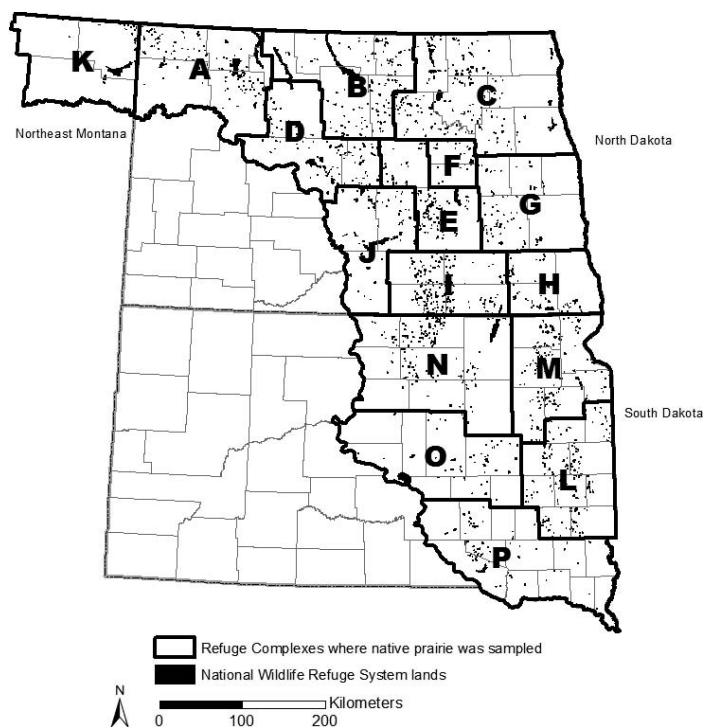 K
A
B
C
D
Northeast Montana
North Dakota
F
G
E
J
I
H
N
M
South Dakota
O
L
P
Refuge Complexes where native prairie was sampled
National Wildlife Refuge System lands
N
Kilometers
0 100 200